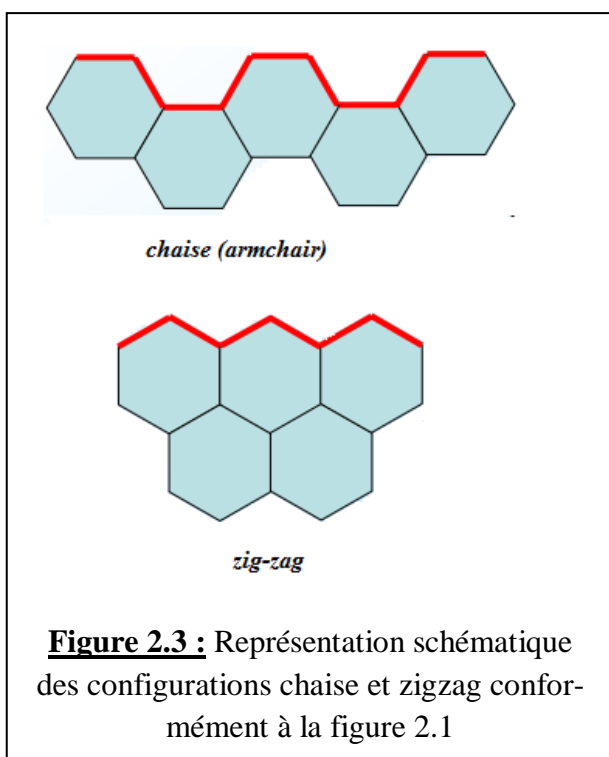 chaise (armchair)
zig-zag
Figure 2.3 : Représentation schématique
des configurations chaise et zigzag confor-
mément à la figure 2.1